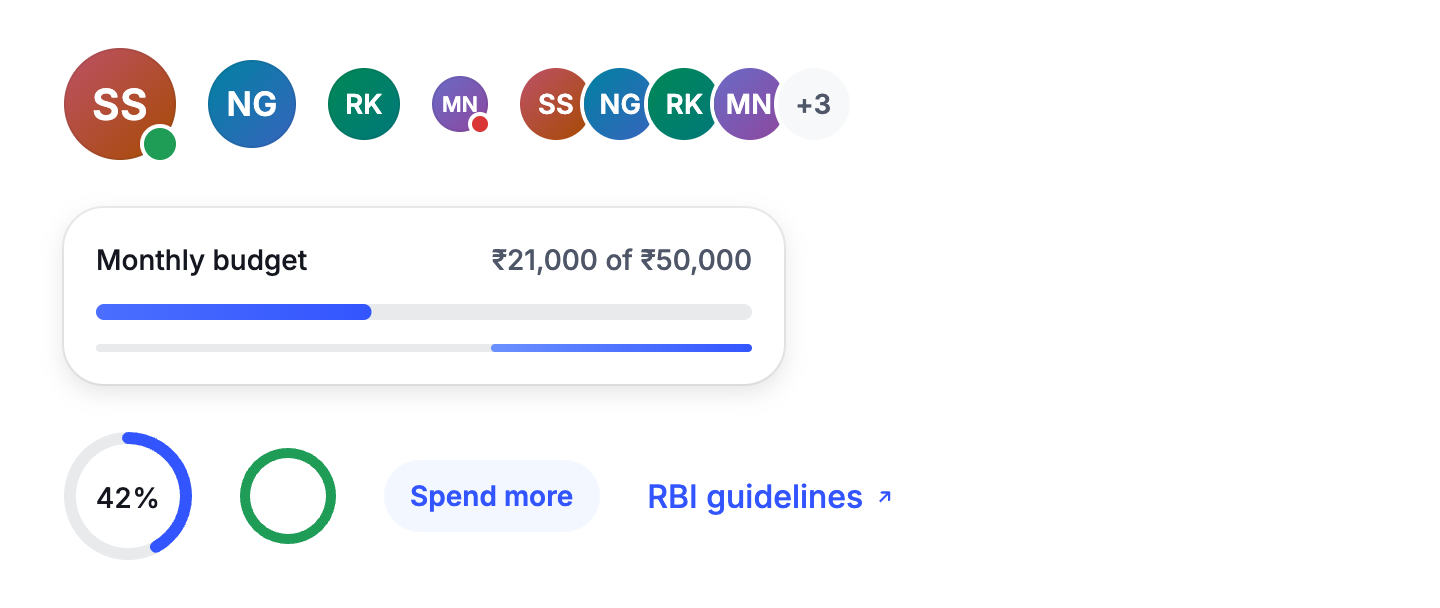 SS NG RK MN SS NG RK MN +3
Monthly budget ₹21,000 of ₹50,000
42% Spend more RBI guidelines ↗